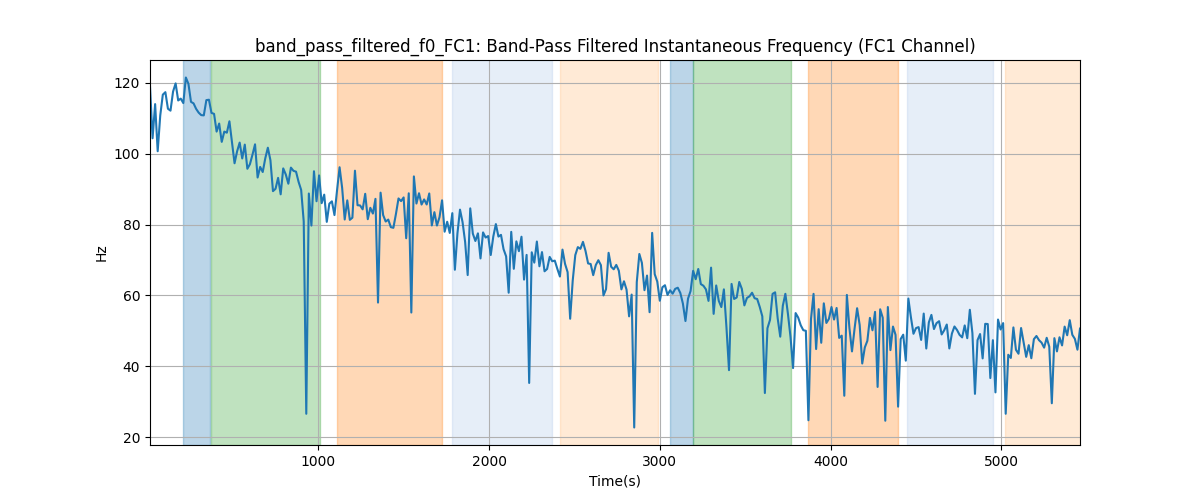 band_pass_filtered_f0_FC1: Band-Pass Filtered Instantaneous Frequency (FC1 Channel)
120
100
80
60
40
20
Hz
1000 2000 3000 4000 5000
Time(s)